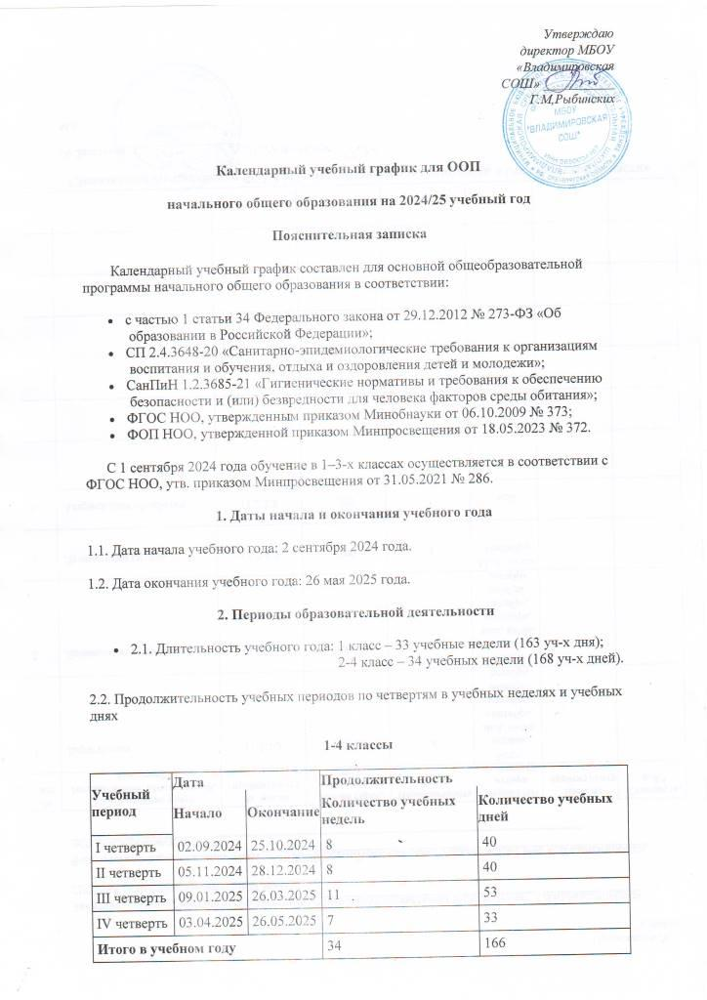 Утверждаю
директор МБОУ
«Владимировская
СОШ»
Г.М,Рыбинских
МБОУ
"ВЛАДИМИРОВСКАЯ
СОШ"
Календарный учебный график для ООП
начального общего образования на 2024/25 учебный год
Пояснительная записка
Календарный учебный график составлен для основной общеобразовательной
программы начального общего образования в соответствии:
• с частью 1 статьи 34 Федерального закона от 29.12.2012 № 273-ФЗ «Об
образовании в Российской Федерации»;
• СП 2.4.3648-20 «Санитарно-эпидемиологические требования к организациям
воспитания и обучения, отдыха и оздоровления детей и молодежи»;
• СанПиН 1.2.3685-21 «Гигиенические нормативы и требования к обеспечению
безопасности и (или) безвредности для человека факторов среды обитания»;
• ФГОС НОО, утвержденным приказом Минобнауки от 06.10.2009 № 373;
• ФОП НОО, утвержденной приказом Минпросвещения от 18.05.2023 № 372.
С 1 сентября 2024 года обучение в 1–3-х классах осуществляется в соответствии с
ФГОС НОО, утв. приказом Минпросвещения от 31.05.2021 № 286.
1. Даты начала и окончания учебного года
1.1. Дата начала учебного года: 2 сентября 2024 года.
1.2. Дата окончания учебного года: 26 мая 2025 года.
2. Периоды образовательной деятельности
• 2.1. Длительность учебного года: 1 класс – 33 учебные недели (163 уч-х дня);
2-4 класс – 34 учебных недели (168 уч-х дней).
2.2. Продолжительность учебных периодов по четвертям в учебных неделях и учебных
днях
1-4 классы
Учебный период Дата Продолжительность
Начало Окончание Количество учебных недель Количество учебных дней
I четверть 02.09.2024 25.10.2024 8 40
II четверть 05.11.2024 28.12.2024 8 40
III четверть 09.01.2025 26.03.2025 11 53
IV четверть 03.04.2025 26.05.2025 7 33
Итого в учебном году 34 166